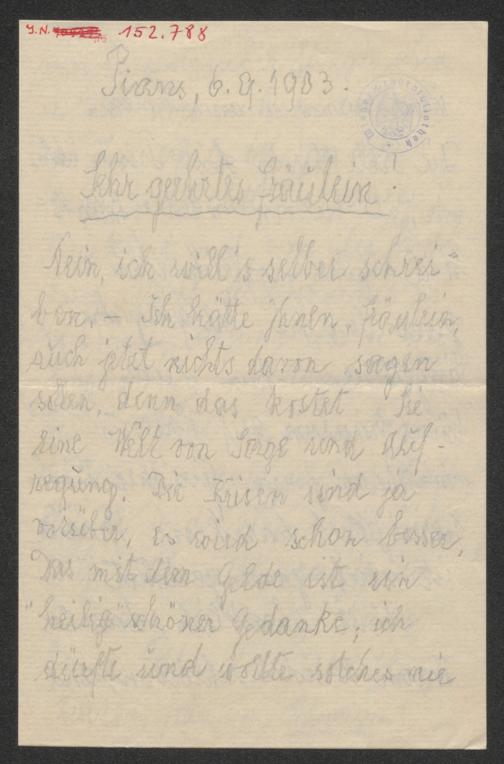 J.N. 152.788
Pians, 6.9.1903.
Sehr geehrtes Fräulein!
Nein, ich will's selber schrei-
ben. – Ich hätte Ihnen, Fräulein,
auch jetzt nichts davon sagen
sollen, denn das kostet Sie
eine Welt von Sorge und Auf-
regung. Die Krisen sind ja
vorüber, es wird schon besser.
Das mit dem Gelde ist ein
"heilig" schöner Gedanke; ich
dürfte und wollte solches nie